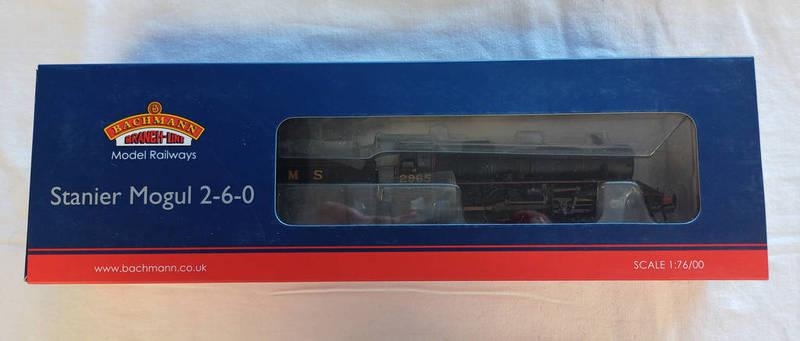 BACHMANN
BRANCH-LINE
Model Railways
Stanier Mogul 2-6-0
M S
2965
www.bachmann.co.uk
SCALE 1:76/00